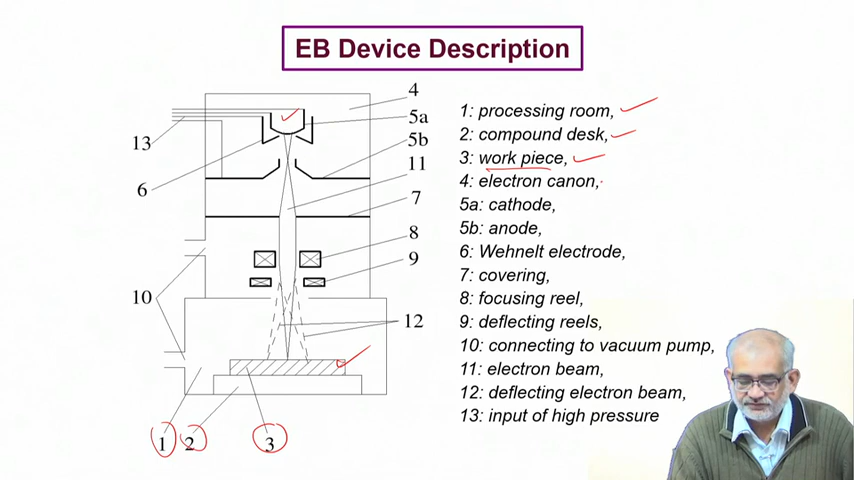 EB Device Description
4
5a
5b
13
6
11
7
8
9
10
12
1
2
3
1: processing room,
2: compound desk,
3: work piece,
4: electron canon,
5a: cathode,
5b: anode,
6: Wehnelt electrode,
7: covering,
8: focusing reel,
9: deflecting reels,
10: connecting to vacuum pump,
11: electron beam,
12: deflecting electron beam,
13: input of high pressure